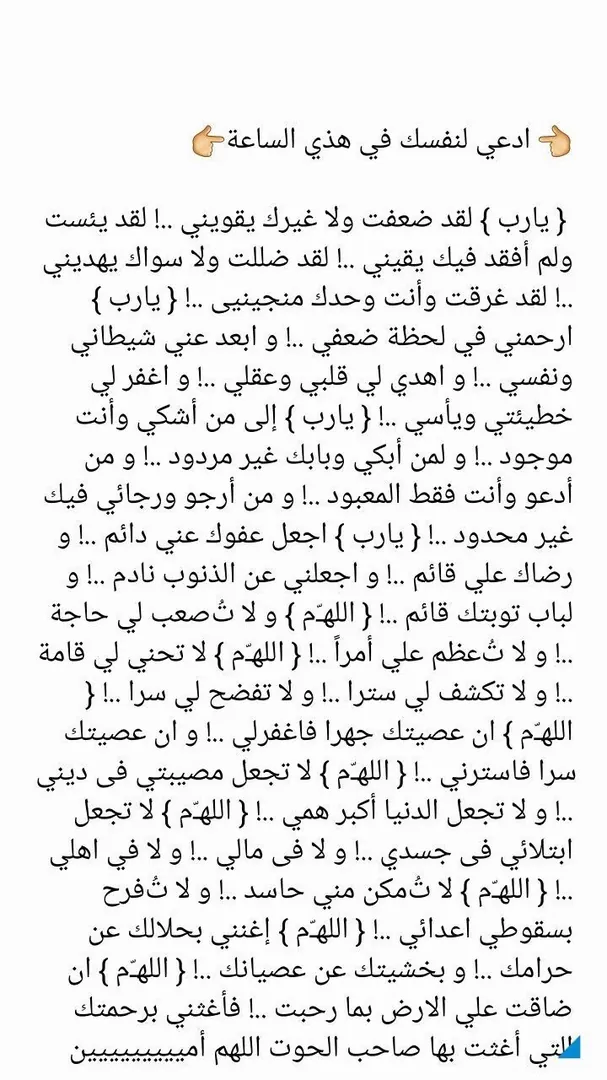 👈 ادعي لنفسك في هذي الساعة 👉
{ يارب } لقد ضعفت ولا غيرك يقويني ..! لقد يئست
ولم أفقد فيك يقيني ..! لقد ضللت ولا سواك يهديني
..! لقد غرقت وأنت وحدك منجينيى ..! { يارب }
ارحمني في لحظة ضعفي ..! و ابعد عني شيطاني
ونفسي ..! و اهدي لي قلبي وعقلي ..! و اغفر لي
خطيئتي ويأسي ..! { يارب } إلى من أشكي وأنت
موجود ..! و لمن أبكي وبابك غير مردود ..! و من
أدعو وأنت فقط المعبود ..! و من أرجو ورجائي فيك
غير محدود ..! { يارب } اجعل عفوك عني دائم ..! و
رضاك علي قائم ..! و اجعلني عن الذنوب نادم ..! و
لباب توبتك قائم ..! { اللهـّم } و لا تُصعب لي حاجة
..! و لا تُعظم علي أمراً ..! { اللهـّم } لا تحني لي قامة
..! و لا تكشف لي سترا ..! و لا تفضح لي سرا ..! {
اللهـّم } ان عصيتك جهرا فاغفرلي ..! و ان عصيتك
سرا فاسترني ..! { اللهـّم } لا تجعل مصيبتي فى ديني
..! و لا تجعل الدنيا أكبر همي ..! { اللهـّم } لا تجعل
ابتلائي فى جسدي ..! و لا فى مالي ..! و لا في اهلي
..! { اللهـّم } لا تُمكن مني حاسد ..! و لا تُفرح
بسقوطي اعدائي ..! { اللهـّم } إغنني بحلالك عن
حرامك ..! و بخشيتك عن عصيانك ..! { اللهـّم } ان
ضاقت علي الارض بما رحبت ..! فأغثني برحمتك
التي أغثت بها صاحب الحوت اللهم أميييييييييين